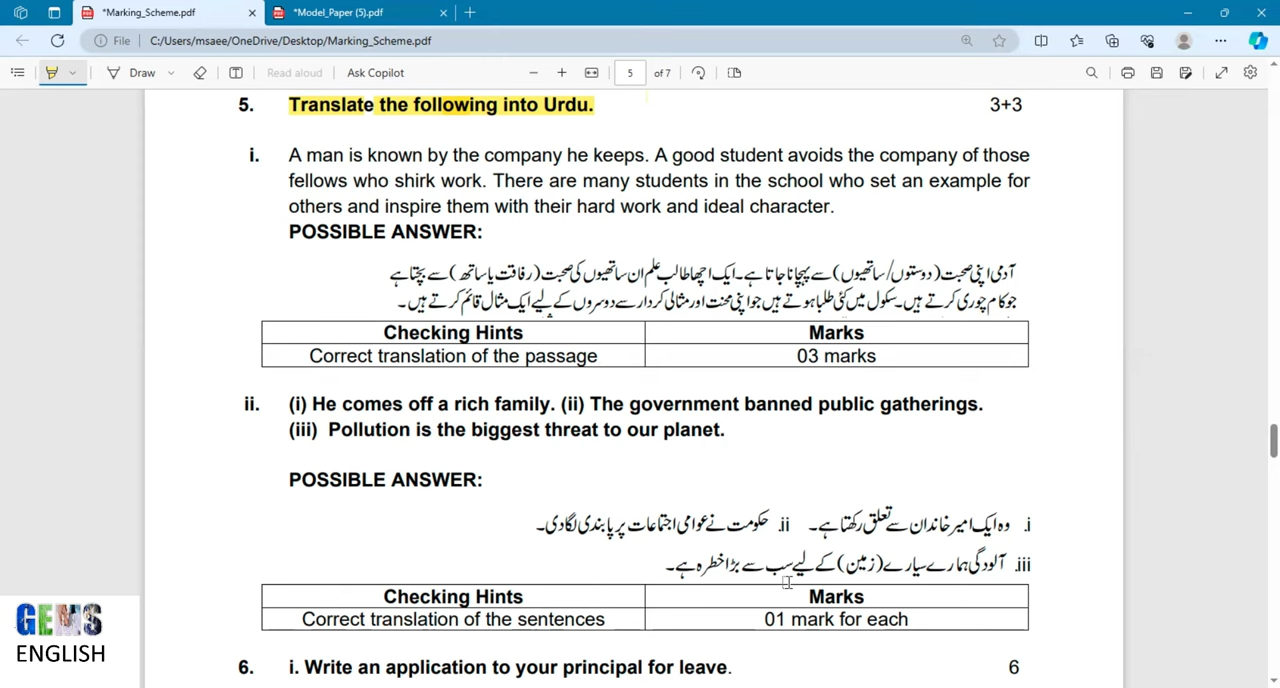 *Marking_Scheme.pdf
*Model_Paper (5).pdf
File C:/Users/msaee/OneDrive/Desktop/Marking_Scheme.pdf
Draw Read aloud Ask Copilot 5 of 7
5. Translate the following into Urdu. 3+3
i. A man is known by the company he keeps. A good student avoids the company of those
fellows who shirk work. There are many students in the school who set an example for
others and inspire them with their hard work and ideal character.
POSSIBLE ANSWER:
آدمی اپنی صحبت (دوستوں/ساتھیوں) سے پہچانا جاتا ہے۔ ایک اچھا طالب علم ان ساتھیوں کی صحبت (رفاقت یا ساتھ) سے بچتا ہے
جو کام چوری کرتے ہیں۔ سکول میں کئی طلبا ہوتے ہیں جو اپنی محنت اور مثالی کردار سے دوسروں کے لیے ایک مثال قائم کرتے ہیں۔
Checking Hints Marks
Correct translation of the passage 03 marks
ii. (i) He comes off a rich family. (ii) The government banned public gatherings.
(iii) Pollution is the biggest threat to our planet.
POSSIBLE ANSWER:
i. وہ ایک امیر خاندان سے تعلق رکھتا ہے۔ ii. حکومت نے عوامی اجتماعات پر پابندی لگا دی۔
iii. آلودگی ہمارے سیارے (زمین) کے لیے سب سے بڑا خطرہ ہے۔
Checking Hints Marks
Correct translation of the sentences 01 mark for each
GEMS
ENGLISH
6. i. Write an application to your principal for leave. 6